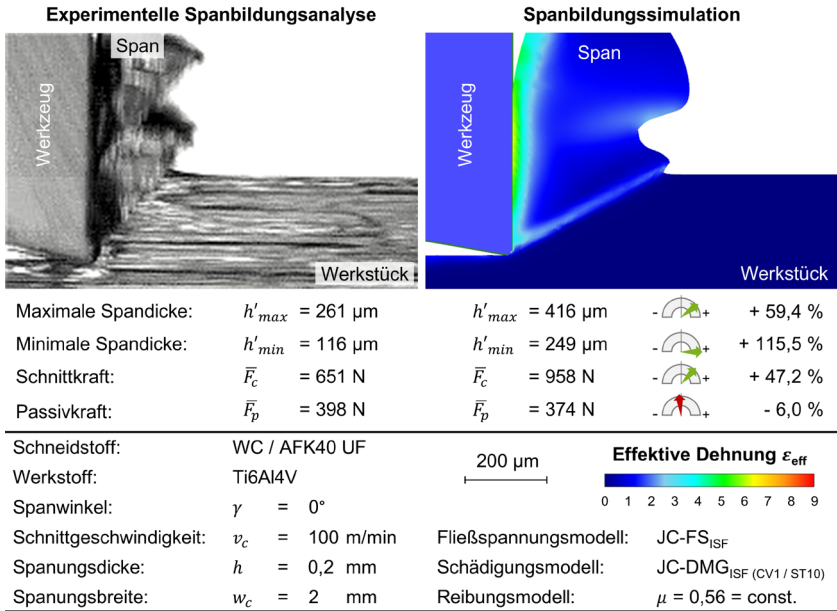 Experimentelle Spanbildungsanalyse
Spanbildungssimulation
Span
Werkzeug
Werkstück
Span
Werkzeug
Werkstück
Maximale Spandicke: h'max = 261 µm h'max = 416 µm - + + 59,4 %
Minimale Spandicke: h'min = 116 µm h'min = 249 µm - + + 115,5 %
Schnittkraft: F̅c = 651 N F̅c = 958 N - + + 47,2 %
Passivkraft: F̅p = 398 N F̅p = 374 N - + - 6,0 %
Schneidstoff: WC / AFK40 UF
Werkstoff: Ti6Al4V
Spanwinkel: γ = 0°
Schnittgeschwindigkeit: vc = 100 m/min
Spanungsdicke: h = 0,2 mm
Spanungsbreite: wc = 2 mm
200 µm
Effektive Dehnung εeff
0 1 2 3 4 5 6 7 8 9
Fließspannungsmodell: JC-FSISF
Schädigungsmodell: JC-DMGISF (CV1 / ST10)
Reibungsmodell: μ = 0,56 = const.